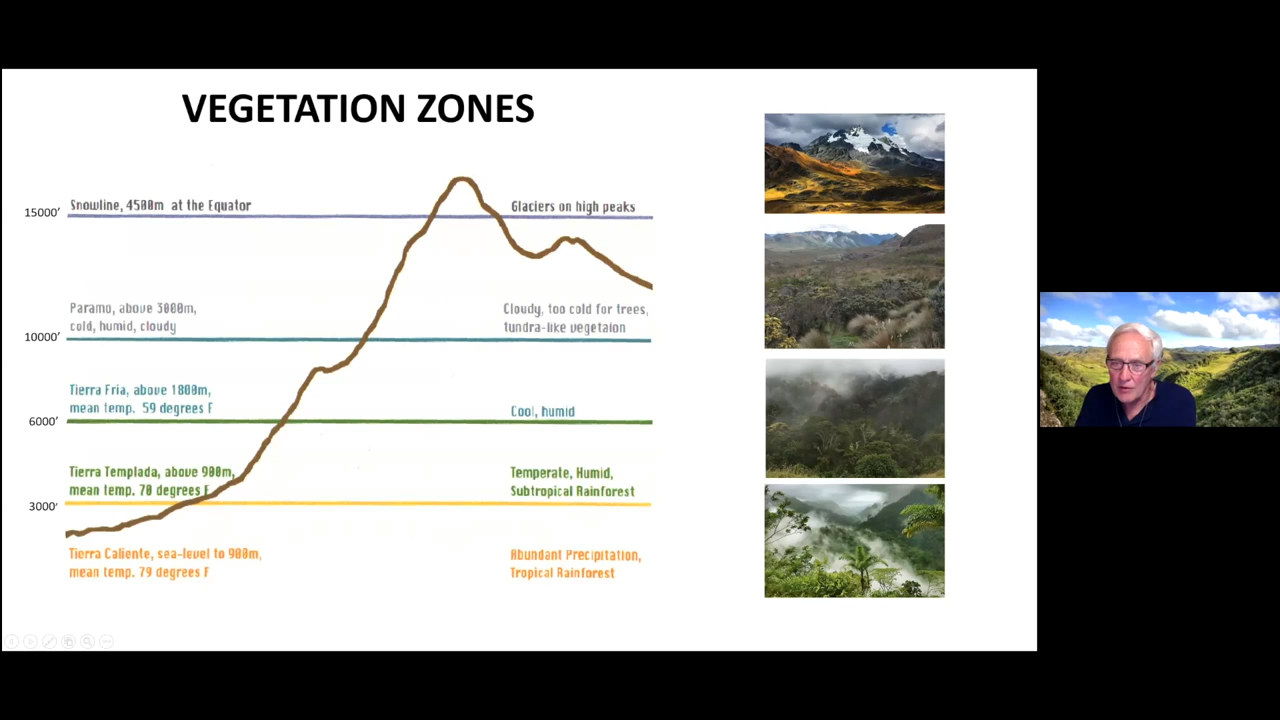 VEGETATION ZONES
15000'
Snowline, 4500m at the Equator
Glaciers on high peaks
Paramo, above 3000m,
cold, humid, cloudy
Cloudy, too cold for trees,
tundra-like vegetaion
10000'
Tierra Fria, above 1800m,
mean temp. 59 degrees F
Cool, humid
6000'
Tierra Templada, above 900m,
mean temp. 70 degrees F
Temperate, Humid,
Subtropical Rainforest
3000'
Tierra Caliente, sea-level to 900m,
mean temp. 79 degrees F
Abundant Precipitation,
Tropical Rainforest